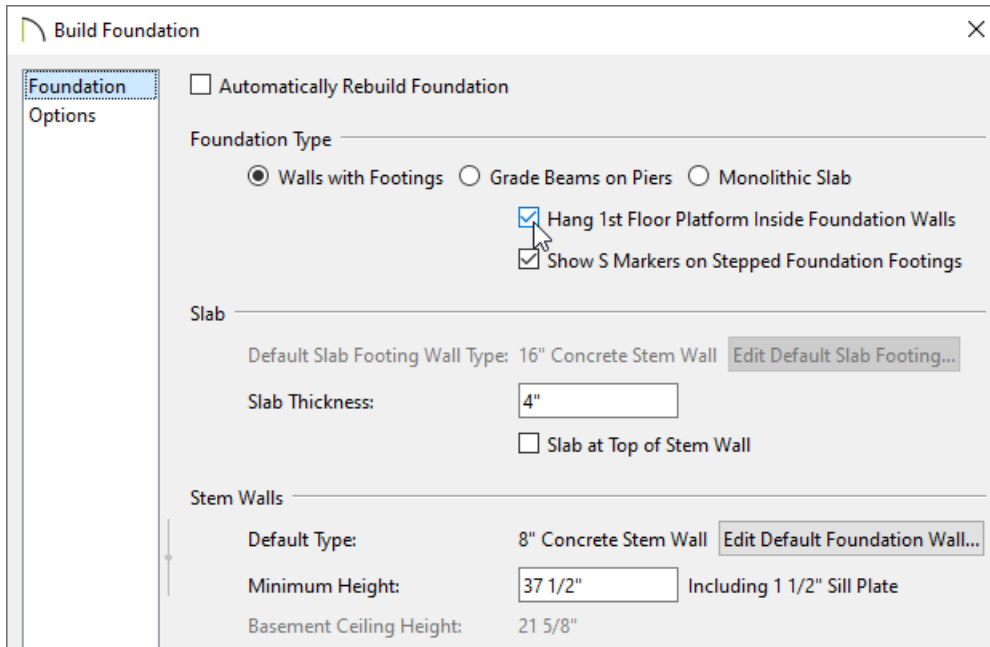 Build Foundation
Foundation
Options
Automatically Rebuild Foundation
Foundation Type
Walls with Footings Grade Beams on Piers Monolithic Slab
Hang 1st Floor Platform Inside Foundation Walls
Show S Markers on Stepped Foundation Footings
Slab
Default Slab Footing Wall Type: 16" Concrete Stem Wall Edit Default Slab Footing...
Slab Thickness: 4"
Slab at Top of Stem Wall
Stem Walls
Default Type: 8" Concrete Stem Wall Edit Default Foundation Wall...
Minimum Height: 37 1/2" Including 1 1/2" Sill Plate
Basement Ceiling Height: 21 5/8"